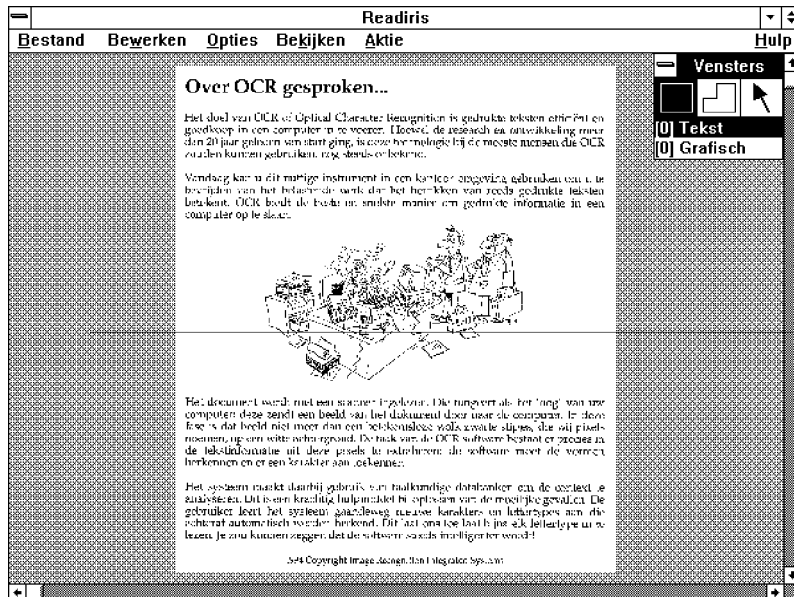 Readiris
Bestand Bewerken Opties Bekijken Aktie Hulp
Vensters
[0] Tekst
[0] Grafisch
Over OCR gesproken...
Het doel van OCR of Optical Character Recognition is gedrukte teksten efficiënt en
goedkoop in een computer in te voeren. Hoewel de research en ontwikkeling meer
dan 20 jaar geleden van start ging, is deze technologie bij de meeste mensen die OCR
zouden kunnen gebruiken, nog steeds onbekend.
Vandaag kan u dit nuttige instrument in een kantoor omgeving gebruiken om u te
bevrijden van het belastende werk dat het hertikken van reeds gedrukte teksten
betekent. OCR biedt de beste en snelste manier om gedrukte informatie in een
computer op te slaan.
Het document wordt met een scanner ingelezen. Die fungeert als het "oog" van uw
computer: deze zendt een beeld van het dokument door naar de computer. In deze
fase is dat beeld niet meer dan een betekenisloze wolk zwarte stipjes, die wij pixels
noemen, op een witte achtergrond. De taak van de OCR software bestaat er precies in
de tekstinformatie uit deze pixels te extraheren: de software moet de vormen
herkennen en er een karakter aan toekennen.
Het systeem maakt daarbij gebruik van taalkundige databanken om de context te
analyseren. Dit is een krachtig hulpmiddel bij oplossen van de moeilijke gevallen. De
gebruiker leert het systeem gaandeweg nieuwe karakters en lettertypes aan die
achteraf automatisch worden herkend. Dit laat ons toe laat bijna elk lettertype in te
lezen. Je zou kunnen zeggen dat de software steeds intelligenter wordt!
Copyright Image Recognition Integrated Systems